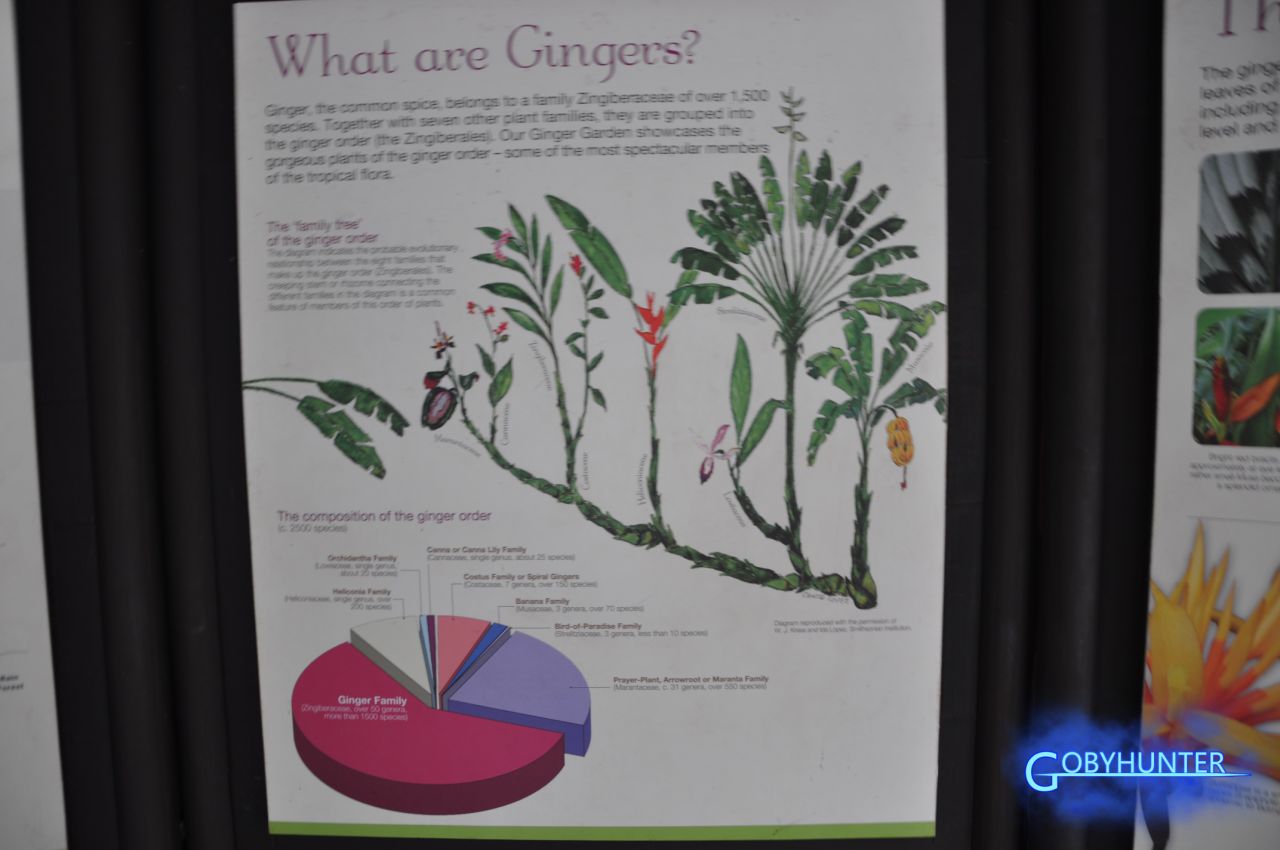 What are Gingers?
Ginger, the common spice, belongs to a family Zingiberaceae of over 1,500
species. Together with seven other plant families, they are grouped into
the ginger order (the Zingiberales). Our Ginger Garden showcases the
gorgeous plants of the ginger order – some of the most spectacular members
of the tropical flora.
The 'family tree'
of the ginger order
The diagram indicates the probable evolutionary
relationship between the eight families that
make up the ginger order (Zingiberales). The
creeping stem or rhizome connecting the
different families in the diagram is a common
feature of members of this order of plants.
Zingiberaceae
Cannaceae
Costaceae
Heliconiaceae
Lowiaceae
Musaceae
The composition of the ginger order
(c. 2500 species)
Orchidantha Family
(Lowiaceae, single genus,
about 20 species)
Canna or Canna Lily Family
(Cannaceae, single genus, about 25 species)
Heliconia Family
(Heliconiaceae, single genus, over
200 species)
Costus Family or Spiral Gingers
(Costaceae, 7 genera, over 150 species)
Banana Family
(Musaceae, 3 genera, over 70 species)
Bird-of-Paradise Family
(Strelitziaceae, 3 genera, less than 10 species)
Prayer-Plant, Arrowroot or Maranta Family
(Marantaceae, c. 31 genera, over 550 species)
Ginger Family
(Zingiberaceae, over 50 genera,
more than 1500 species)
Diagram reproduced with the permission of
W. J. Kress and Ida Lopez, Smithsonian Institution.
Th
The ginge
leaves of
including
level and
GOBYHUNTER